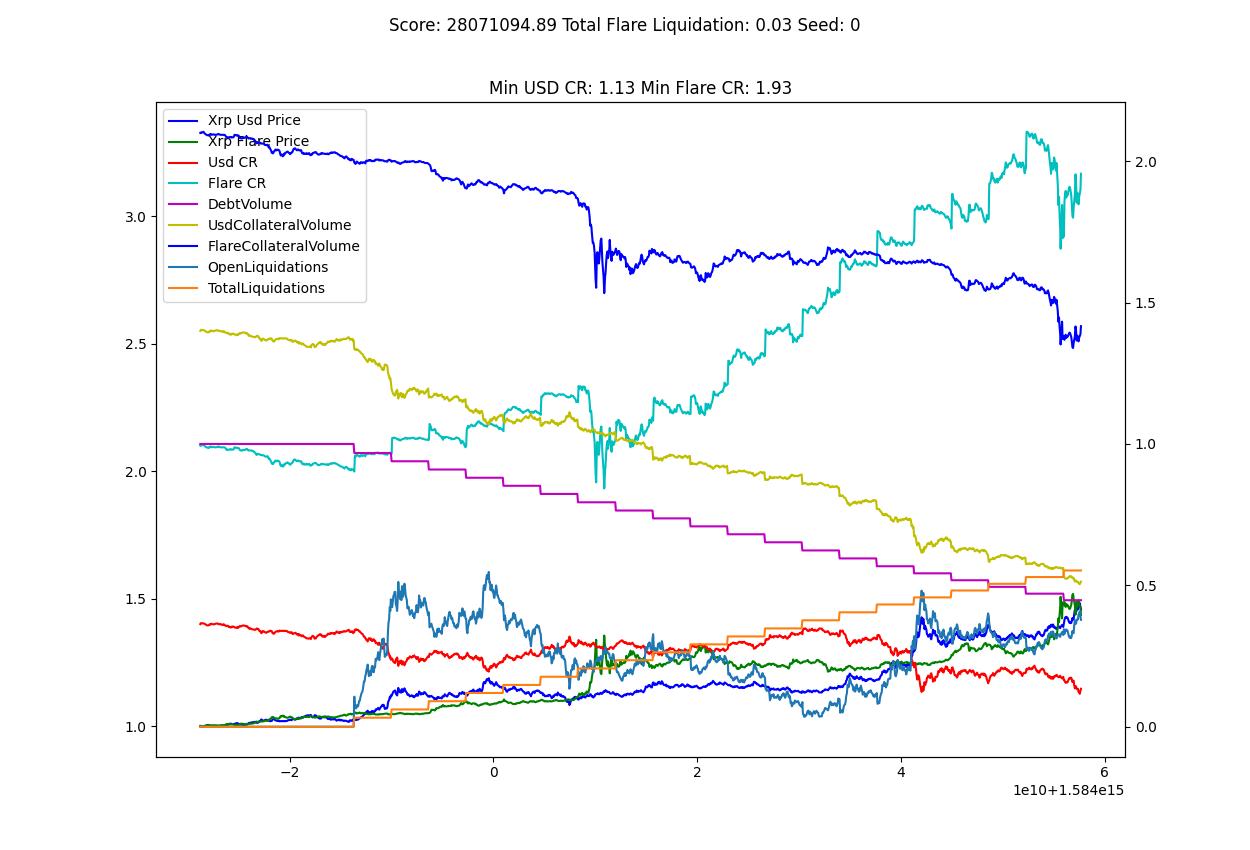 Score: 28071094.89 Total Flare Liquidation: 0.03 Seed: 0
Min USD CR: 1.13 Min Flare CR: 1.93
Xrp Usd Price
Xrp Flare Price
Usd CR
Flare CR
DebtVolume
UsdCollateralVolume
FlareCollateralVolume
OpenLiquidations
TotalLiquidations
3.0
2.5
2.0
1.5
1.0
2.0
1.5
1.0
0.5
0.0
−2
0
2
4
6
1e10+1.584e15